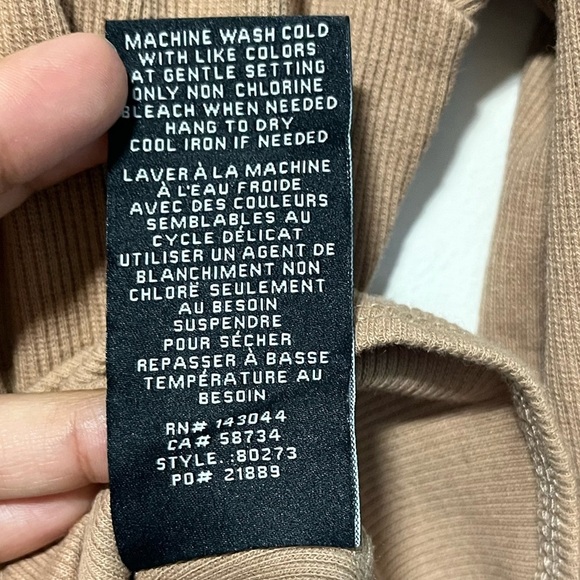 MACHINE WASH COLD
WITH LIKE COLORS
AT GENTLE SETTING
ONLY NON CHLORINE
BLEACH WHEN NEEDED
HANG TO DRY
COOL IRON IF NEEDED
LAVER À LA MACHINE
À L'EAU FROIDE
AVEC DES COULEURS
SEMBLABLES AU
CYCLE DÉLICAT
UTILISER UN AGENT DE
BLANCHIMENT NON
CHLORÉ SEULEMENT
AU BESOIN
SUSPENDRE
POUR SÉCHER
REPASSER À BASSE
TEMPÉRATURE AU
BESOIN
RN# 143044
CA# 58734
STYLE. :80273
PO# 21889